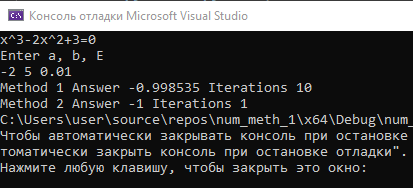 Консоль отладки Microsoft Visual Studio
x^3-2x^2+3=0
Enter a, b, E
-2 5 0.01
Method 1 Answer -0.998535 Iterations 10
Method 2 Answer -1 Iterations 1
C:\Users\user\source\repos\num_meth_1\x64\Debug\num_
Чтобы автоматически закрывать консоль при остановке
томатически закрыть консоль при остановке отладки".
Нажмите любую клавишу, чтобы закрыть это окно: